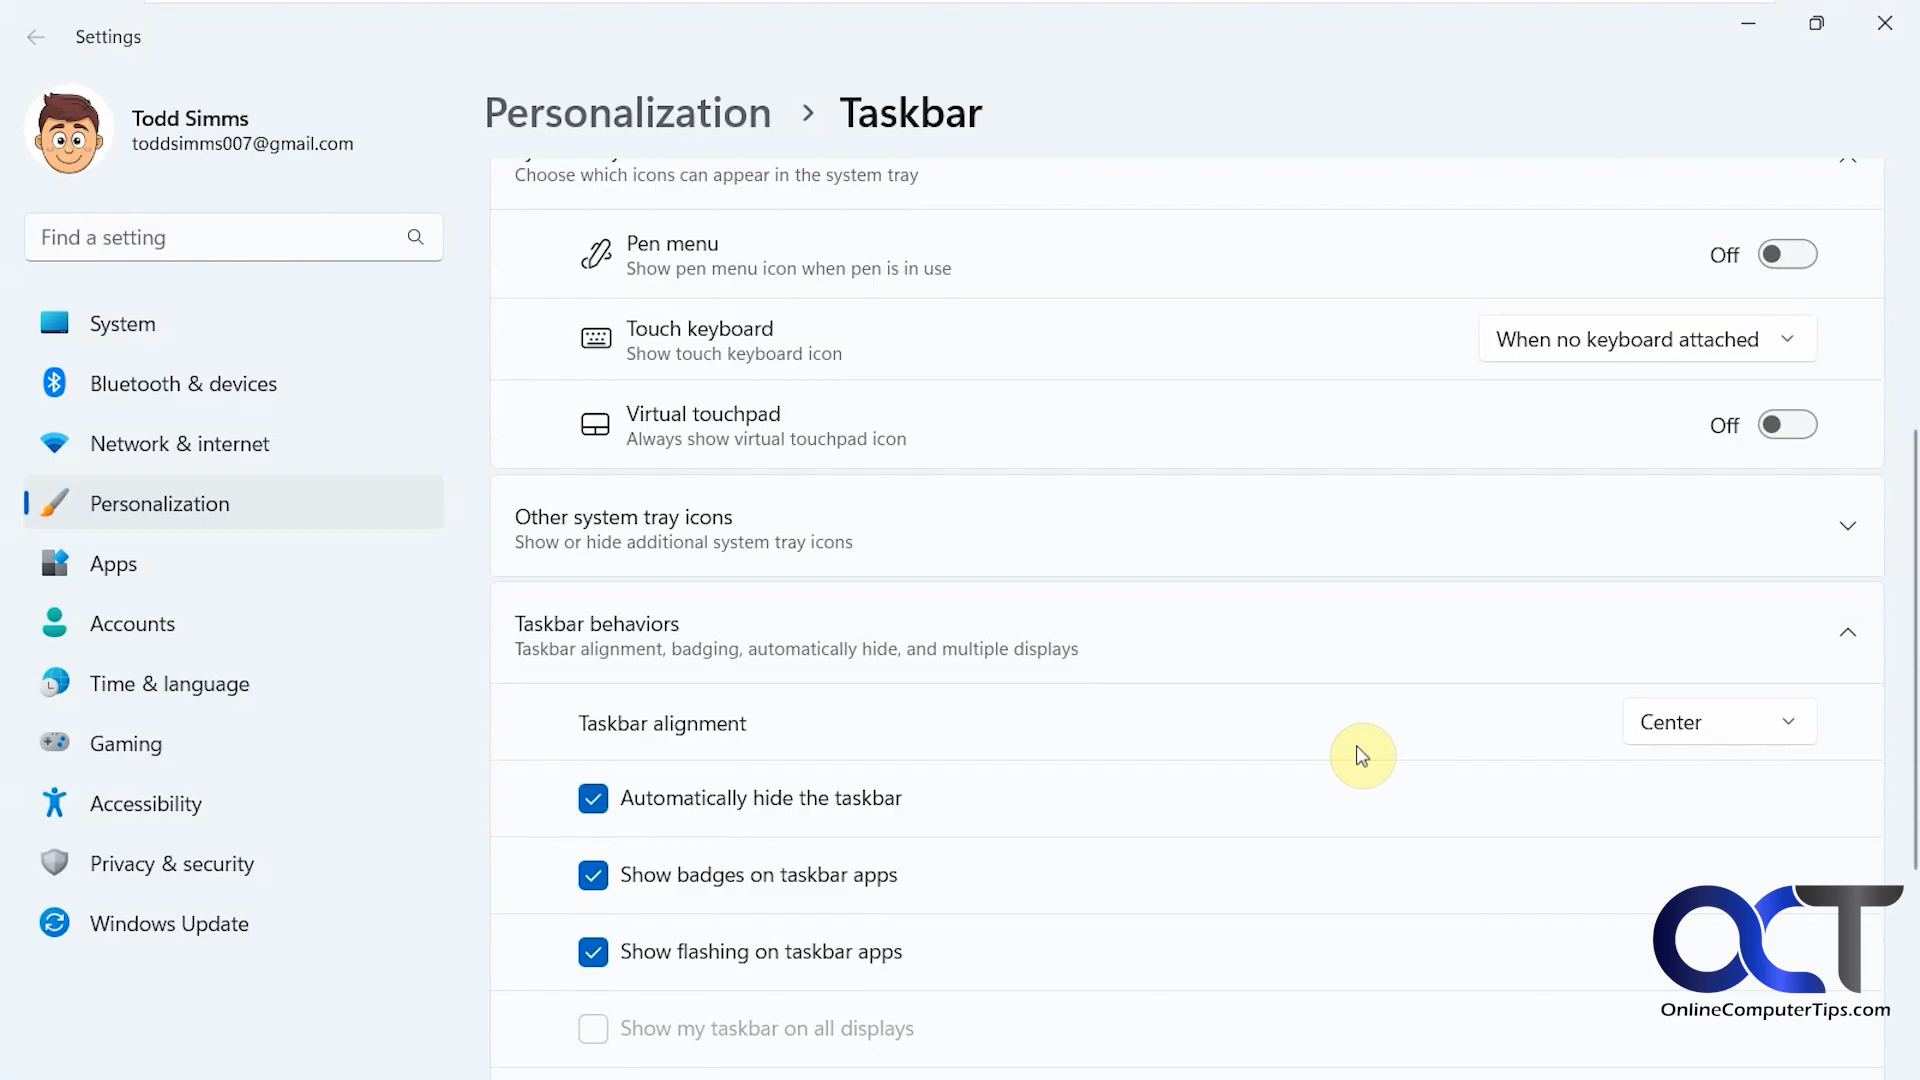 Settings
Todd Simms
toddsimms007@gmail.com
Find a setting
System
Bluetooth & devices
Network & internet
Personalization
Apps
Accounts
Time & language
Gaming
Accessibility
Privacy & security
Windows Update
Personalization > Taskbar
Choose which icons can appear in the system tray
Pen menu
Show pen menu icon when pen is in use
Off
Touch keyboard
Show touch keyboard icon
When no keyboard attached
Virtual touchpad
Always show virtual touchpad icon
Off
Other system tray icons
Show or hide additional system tray icons
Taskbar behaviors
Taskbar alignment, badging, automatically hide, and multiple displays
Taskbar alignment
Center
Automatically hide the taskbar
Show badges on taskbar apps
Show flashing on taskbar apps
Show my taskbar on all displays
OCT
OnlineComputerTips.com